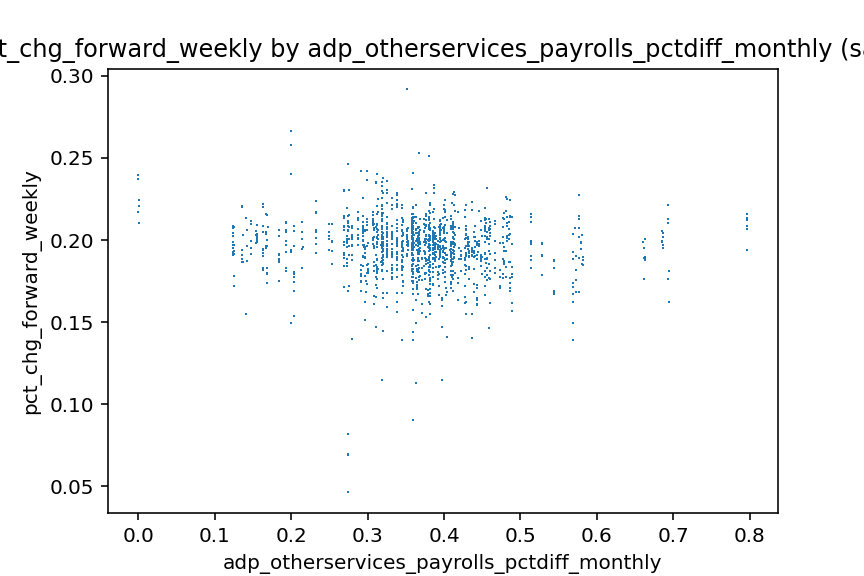 t_chg_forward_weekly by adp_otherservices_payrolls_pctdiff_monthly (s
0.30
0.25
0.20
0.15
0.10
0.05
pct_chg_forward_weekly
0.0 0.1 0.2 0.3 0.4 0.5 0.6 0.7 0.8
adp_otherservices_payrolls_pctdiff_monthly